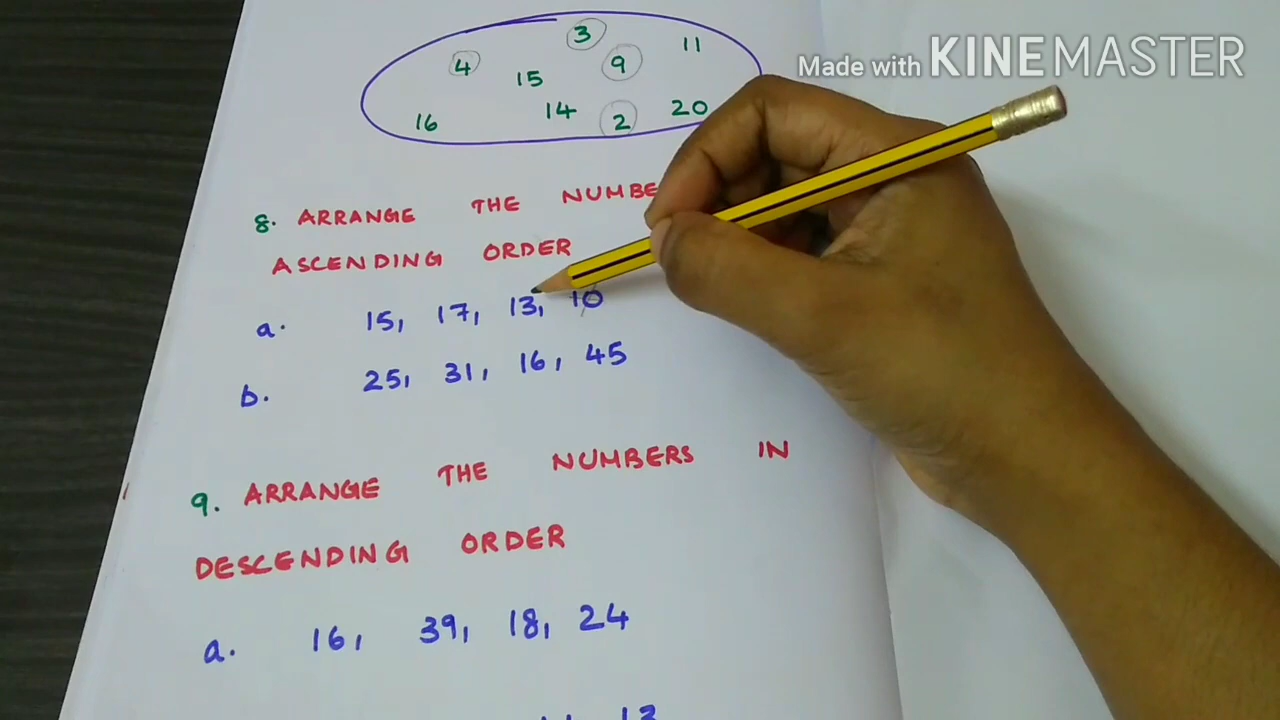 Made with KINEMASTER
3
11
4
9
15
14
20
16
2
8. ARRANGE THE
ASCENDING ORDER
a. 15, 17, 13, 10
b. 25, 31, 16, 45
9. ARRANGE THE NUMBERS IN
DESCENDING ORDER
a. 16, 39, 18, 24